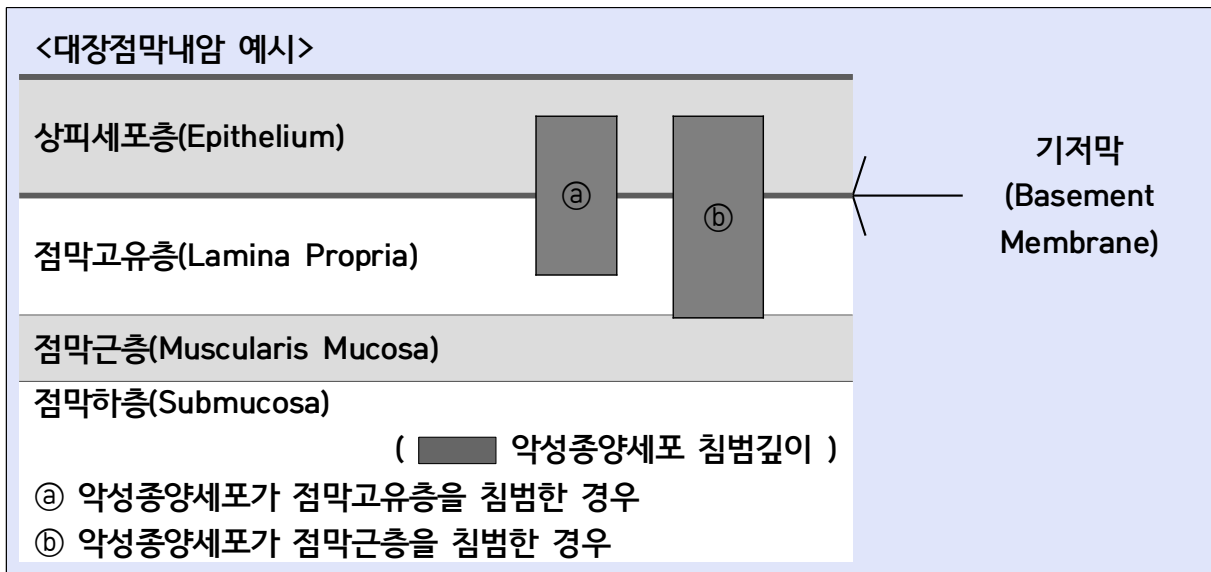 <대장점막내암 예시>
상피세포층(Epithelium)
기저막
(Basement
Membrane)
ⓐ
ⓑ
점막고유층(Lamina Propria)
점막근층(Muscularis Mucosa)
점막하층(Submucosa)
( 악성종양세포 침범깊이 )
ⓐ 악성종양세포가 점막고유층을 침범한 경우
ⓑ 악성종양세포가 점막근층을 침범한 경우